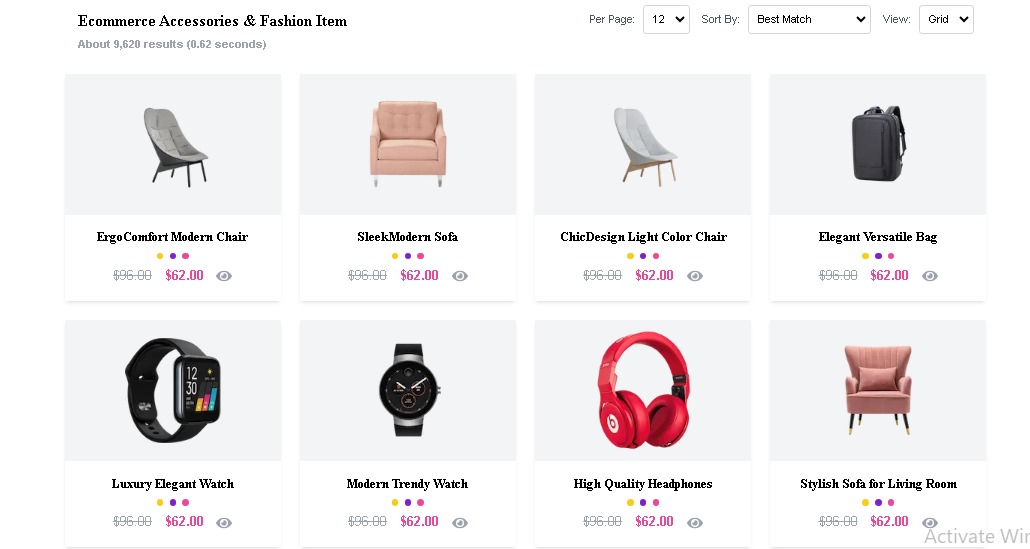 Ecommerce Accessories & Fashion Item
Per Page: 12 Sort By: Best Match View: Grid
About 9,620 results (0.62 seconds)
ErgoComfort Modern Chair
$96.00 $62.00
SleekModern Sofa
$96.00 $62.00
ChicDesign Light Color Chair
$96.00 $62.00
Elegant Versatile Bag
$96.00 $62.00
12
30
Luxury Elegant Watch
$96.00 $62.00
Modern Trendy Watch
$96.00 $62.00
b
High Quality Headphones
$96.00 $62.00
Stylish Sofa for Living Room
$96.00 $62.00
Activate Wir